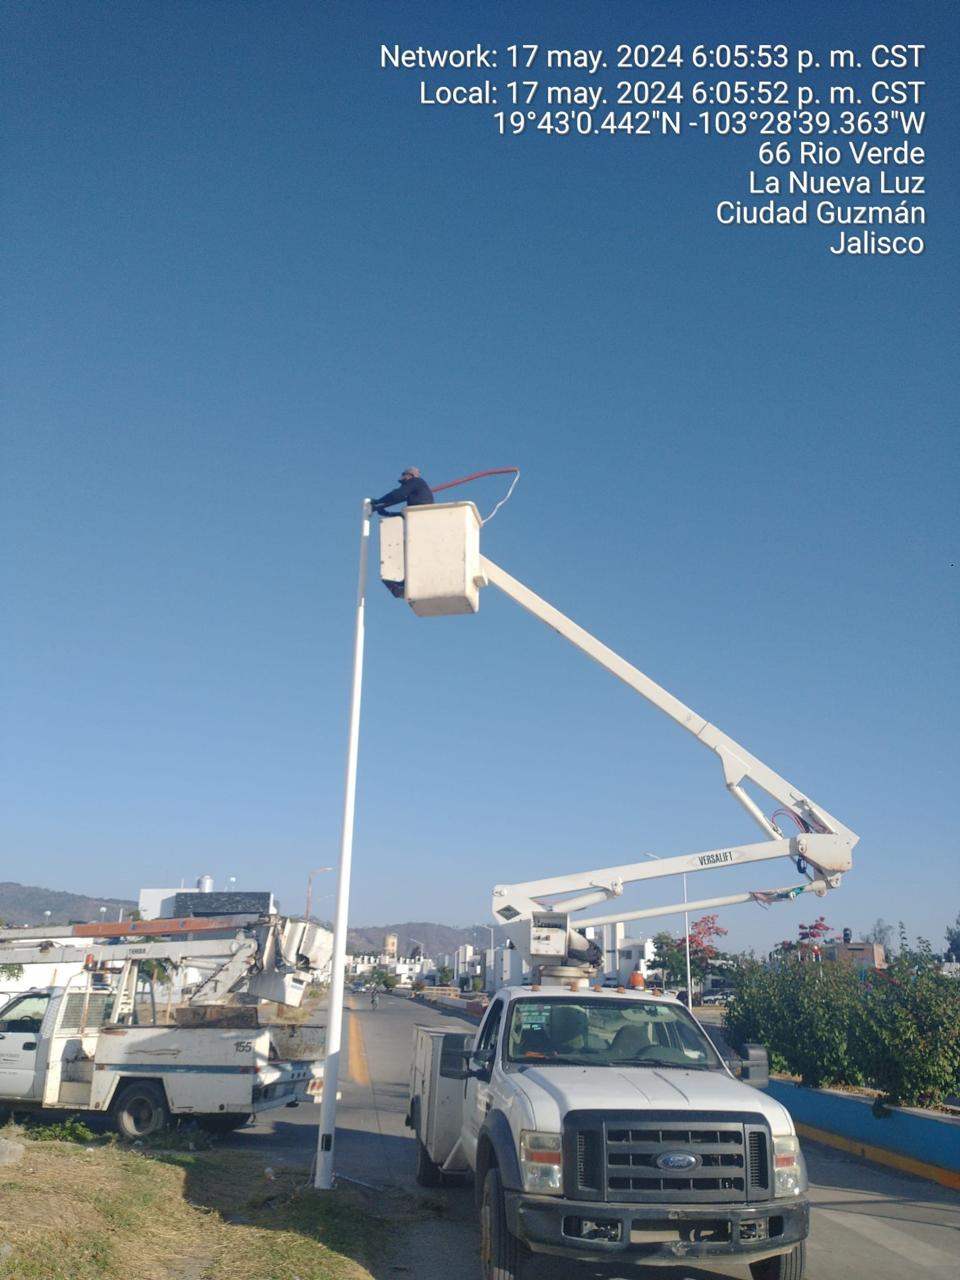 Network: 17 may. 2024 6:05:53 p. m. CST
Local: 17 may. 2024 6:05:52 p. m. CST
19°43'0.442"N -103°28'39.363"W
66 Rio Verde
La Nueva Luz
Ciudad Guzmán
Jalisco
VERSALIFT
155
Ford